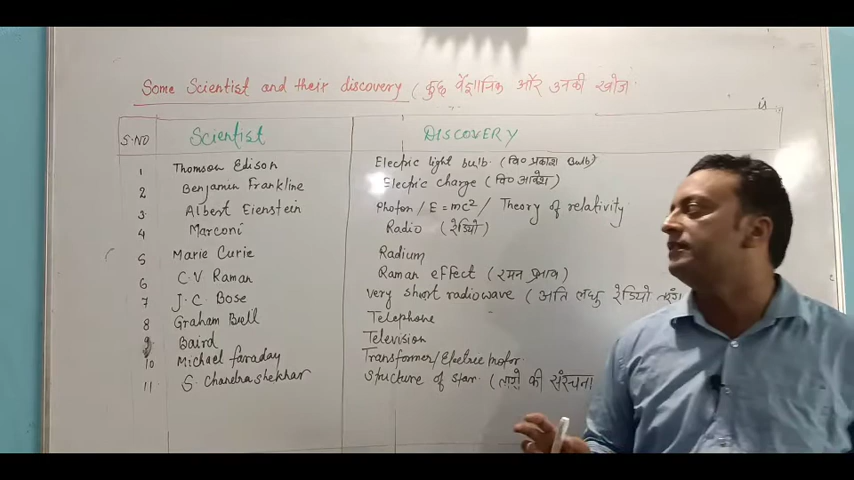 Some Scientist and their discovery ( कुछ वैज्ञानिक और उनकी खोज
is
S.NO Scientist DISCOVERY
1 Thomson Edison Electric light bulb. (वि० प्रकाश Bulb)
2 Benjamin Frankline Electric charge (वि० आवेश)
3 Albert Eienstein Photon / E = mc² / Theory of relativity
4 Marconi Radio (रेडियो)
5 Marie Curie Radium
6 C.V. Raman Raman effect (रमन प्रभाव)
7 J.C. Bose very short radiowave ( अति लघु रेडियो तरंग
8 Graham Bell Telephone
9 Baird Television
10 Michael faraday Transformer/Electric motor.
11 S. Chandrashekhar Structure of star. (तारों की संरचना